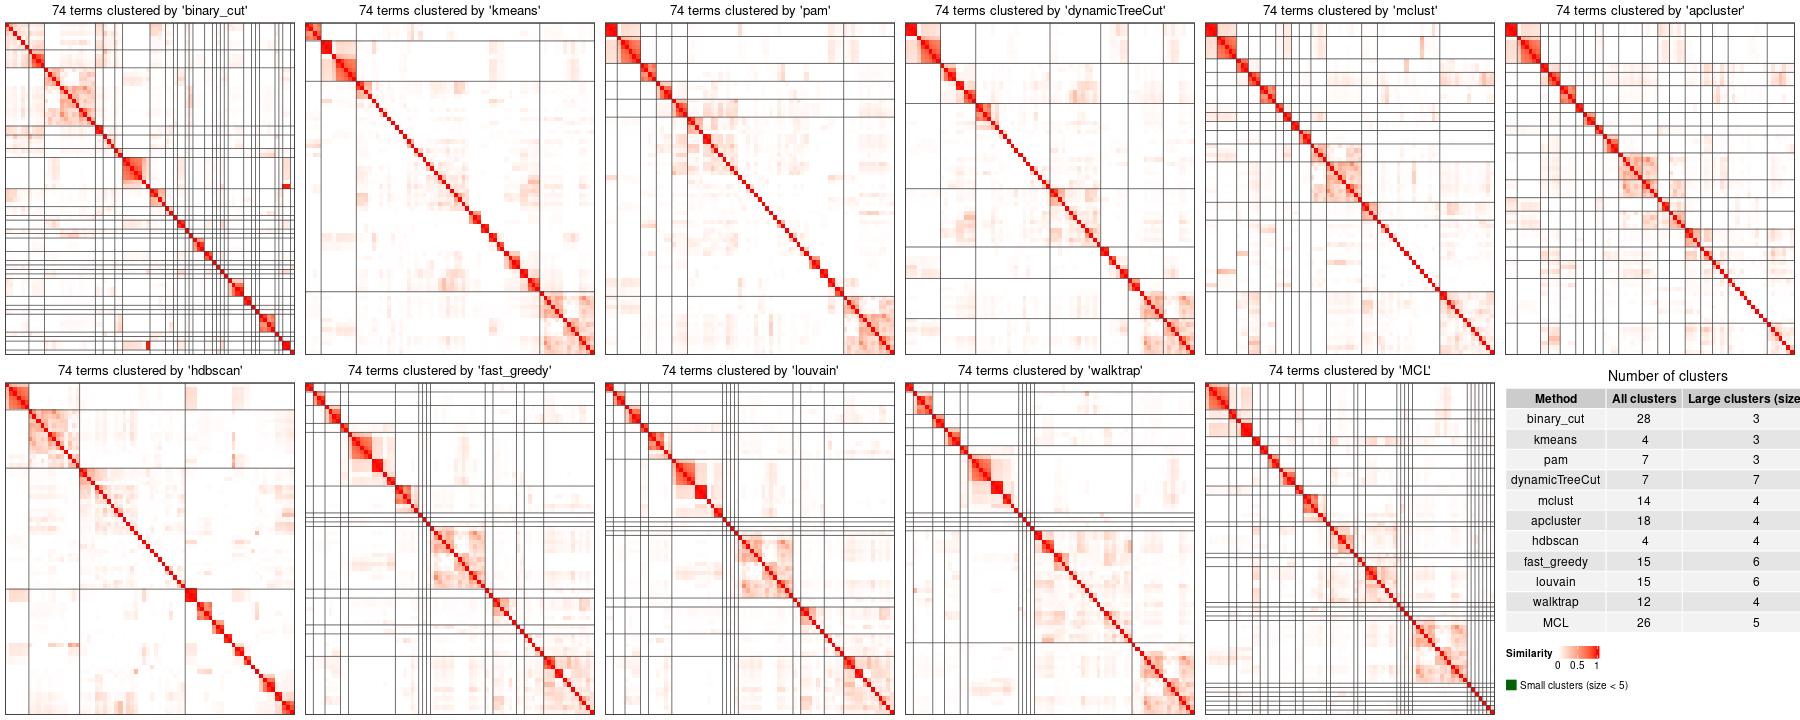 74 terms clustered by 'binary_cut'
74 terms clustered by 'kmeans'
74 terms clustered by 'pam'
74 terms clustered by 'dynamicTreeCut'
74 terms clustered by 'mclust'
74 terms clustered by 'apcluster'
74 terms clustered by 'hdbscan'
74 terms clustered by 'fast_greedy'
74 terms clustered by 'louvain'
74 terms clustered by 'walktrap'
74 terms clustered by 'MCL'
Number of clusters
Method All clusters Large clusters (size
binary_cut 28 3
kmeans 4 3
pam 7 3
dynamicTreeCut 7 7
mclust 14 4
apcluster 18 4
hdbscan 4 4
fast_greedy 15 6
louvain 15 6
walktrap 12 4
MCL 26 5
Similarity
0 0.5 1
Small clusters (size < 5)